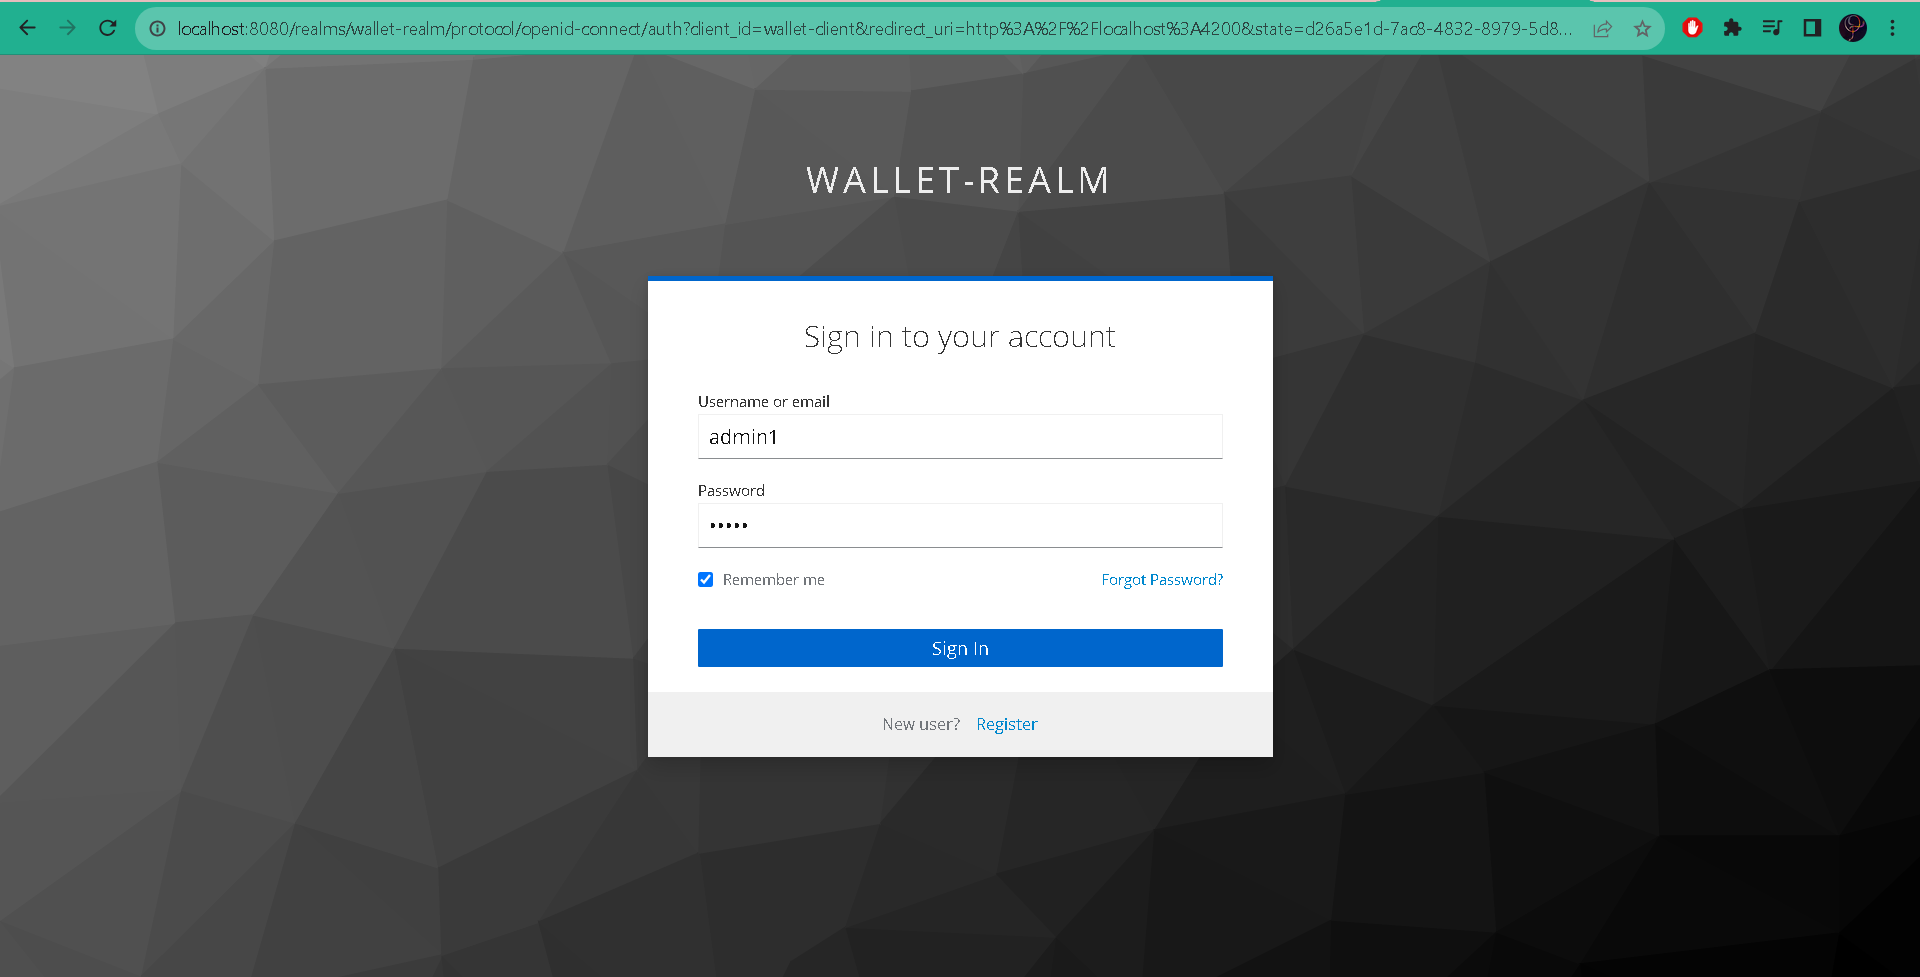 localhost:8080/realms/wallet-realm/protocol/openid-connect/auth?client_id=wallet-client&redirect_uri=http%3A%2F%2Flocalhost%3A4200&state=d26a5e1d-7ac8-4832-8979-5d8...
WALLET-REALM
Sign in to your account
Username or email
admin1
Password
•••••
Remember me Forgot Password?
Sign In
New user? Register